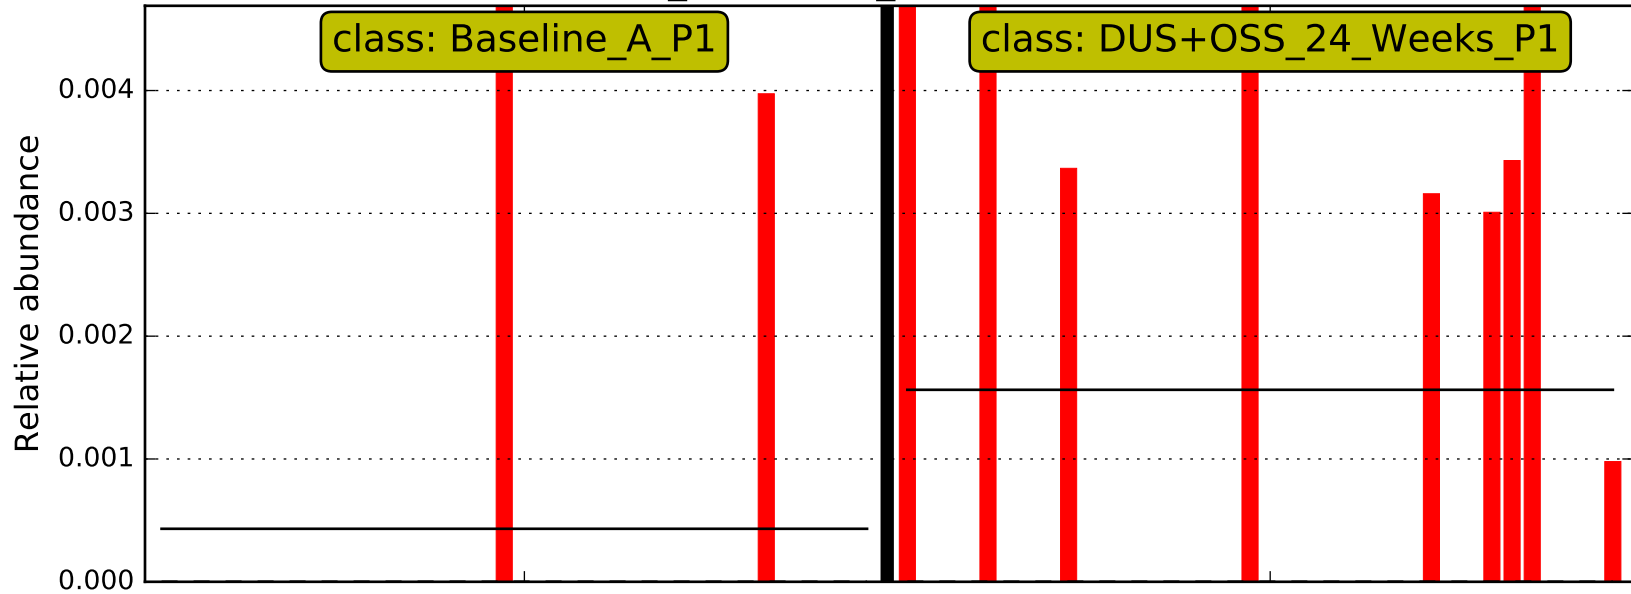 class: Baseline_A_P1
class: DUS+OSS_24_Weeks_P1
Relative abundance
0.004
0.003
0.002
0.001
0.000